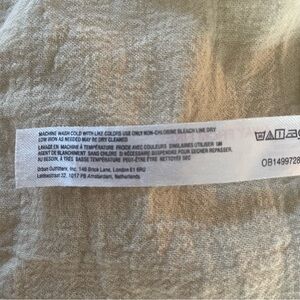 MACHINE WASH COLD WITH LIKE COLORS USE ONLY NON-CHLORINE BLEACH LINE DRY
LOW IRON AS NEEDED MAY BE DRY CLEANED
LAVAGE EN MACHINE À TEMPÉRATURE FROIDE AVEC COULEURS SIMILAIRES UTILISER UN
AGENT DE BLANCHIMENT SANS CHLORE SI NÉCESSAIRE SUSPENDRE POUR SÉCHER REPASSER.
AU BESOIN, À TRÈS BASSE TEMPÉRATURE PEUT-ÊTRE ÊTRE NETTOYÉ SEC
Urban Outfitters, Inc. 146 Brick Lane, London E1 6RU
1017 PB Amsterdam, Netherlands
OB1499728